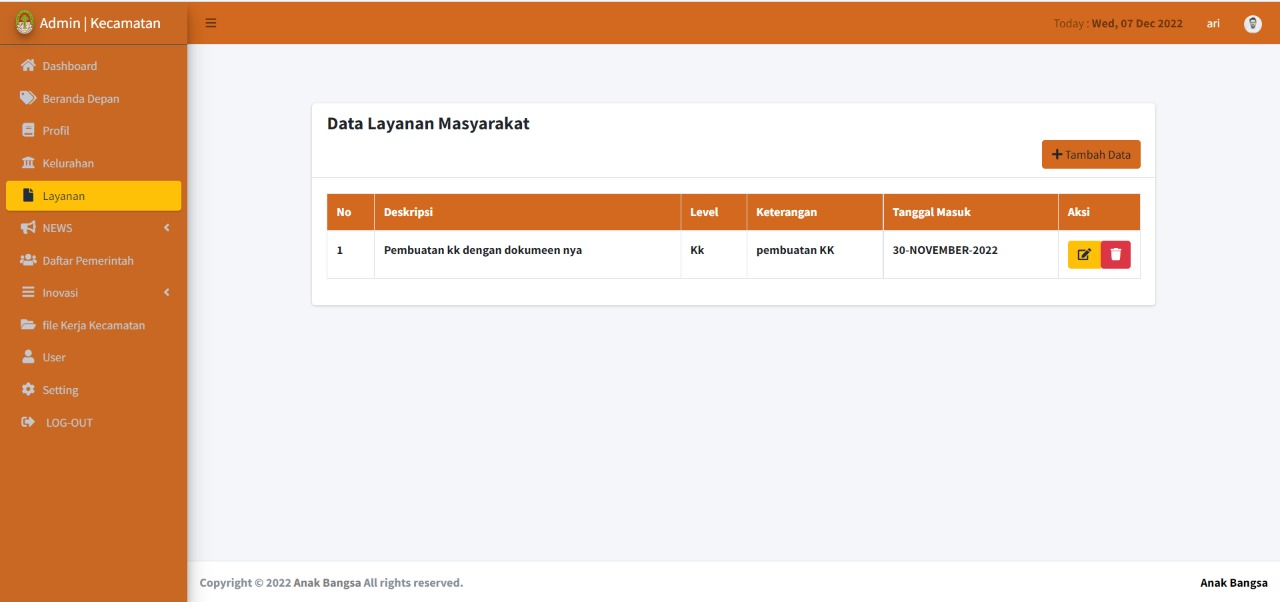 Admin | Kecamatan
Today : Wed, 07 Dec 2022 ari
Dashboard
Beranda Depan
Profil
Kelurahan
Layanan
NEWS
Daftar Pemerintah
Inovasi
file Kerja Kecamatan
User
Setting
LOG-OUT
Data Layanan Masyarakat
Tambah Data
No Deskripsi Level Keterangan Tanggal Masuk Aksi
1 Pembuatan kk dengan dokumeen nya Kk pembuatan KK 30-NOVEMBER-2022
Copyright © 2022 Anak Bangsa All rights reserved. Anak Bangsa